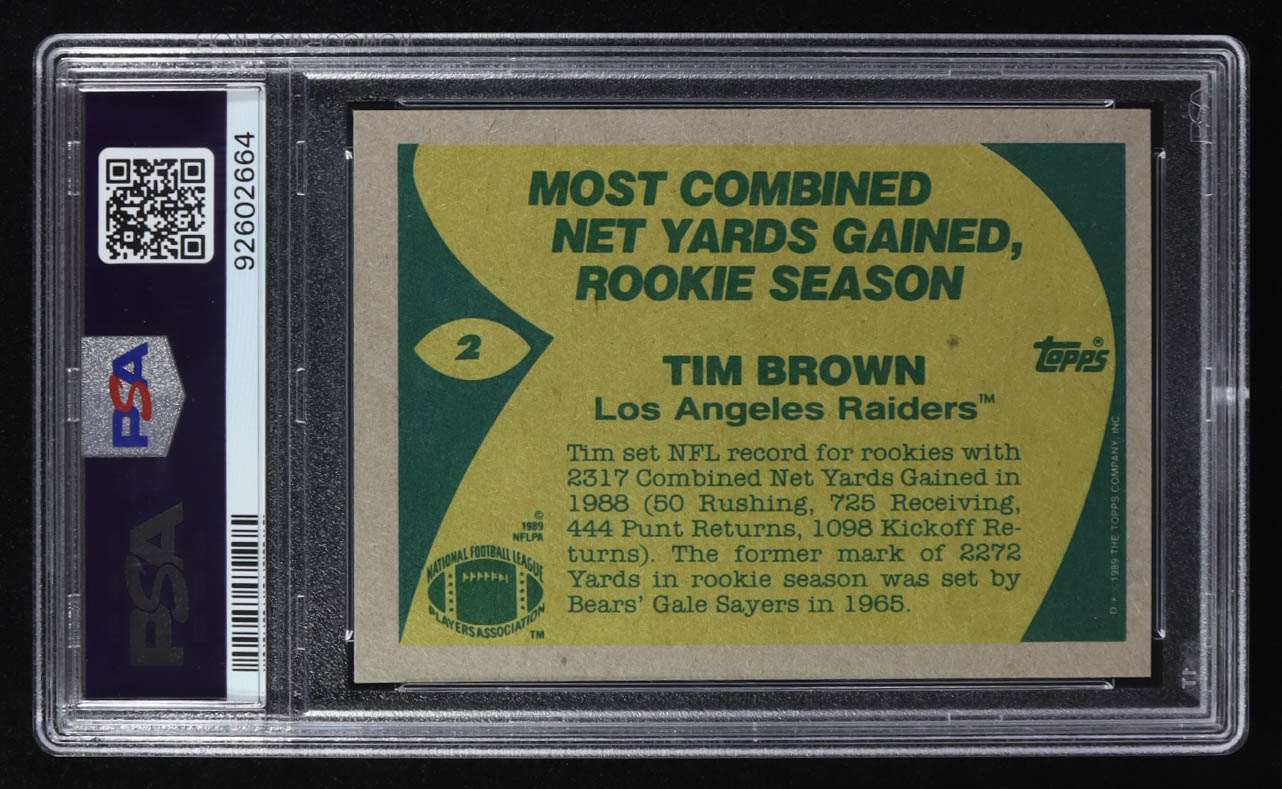 92602664
PSA
PSA
MOST COMBINED
NET YARDS GAINED,
ROOKIE SEASON
2
topps®
TIM BROWN
Los Angeles Raiders™
Tim set NFL record for rookies with
2317 Combined Net Yards Gained in
1988 (50 Rushing, 725 Receiving,
444 Punt Returns, 1098 Kickoff Re-
turns). The former mark of 2272
Yards in rookie season was set by
Bears' Gale Sayers in 1965.
©
1989
NFLPA
NATIONAL FOOTBALL LEAGUE
PLAYERS ASSOCIATION
™
D* 1989 THE TOPPS COMPANY, INC.
PSA